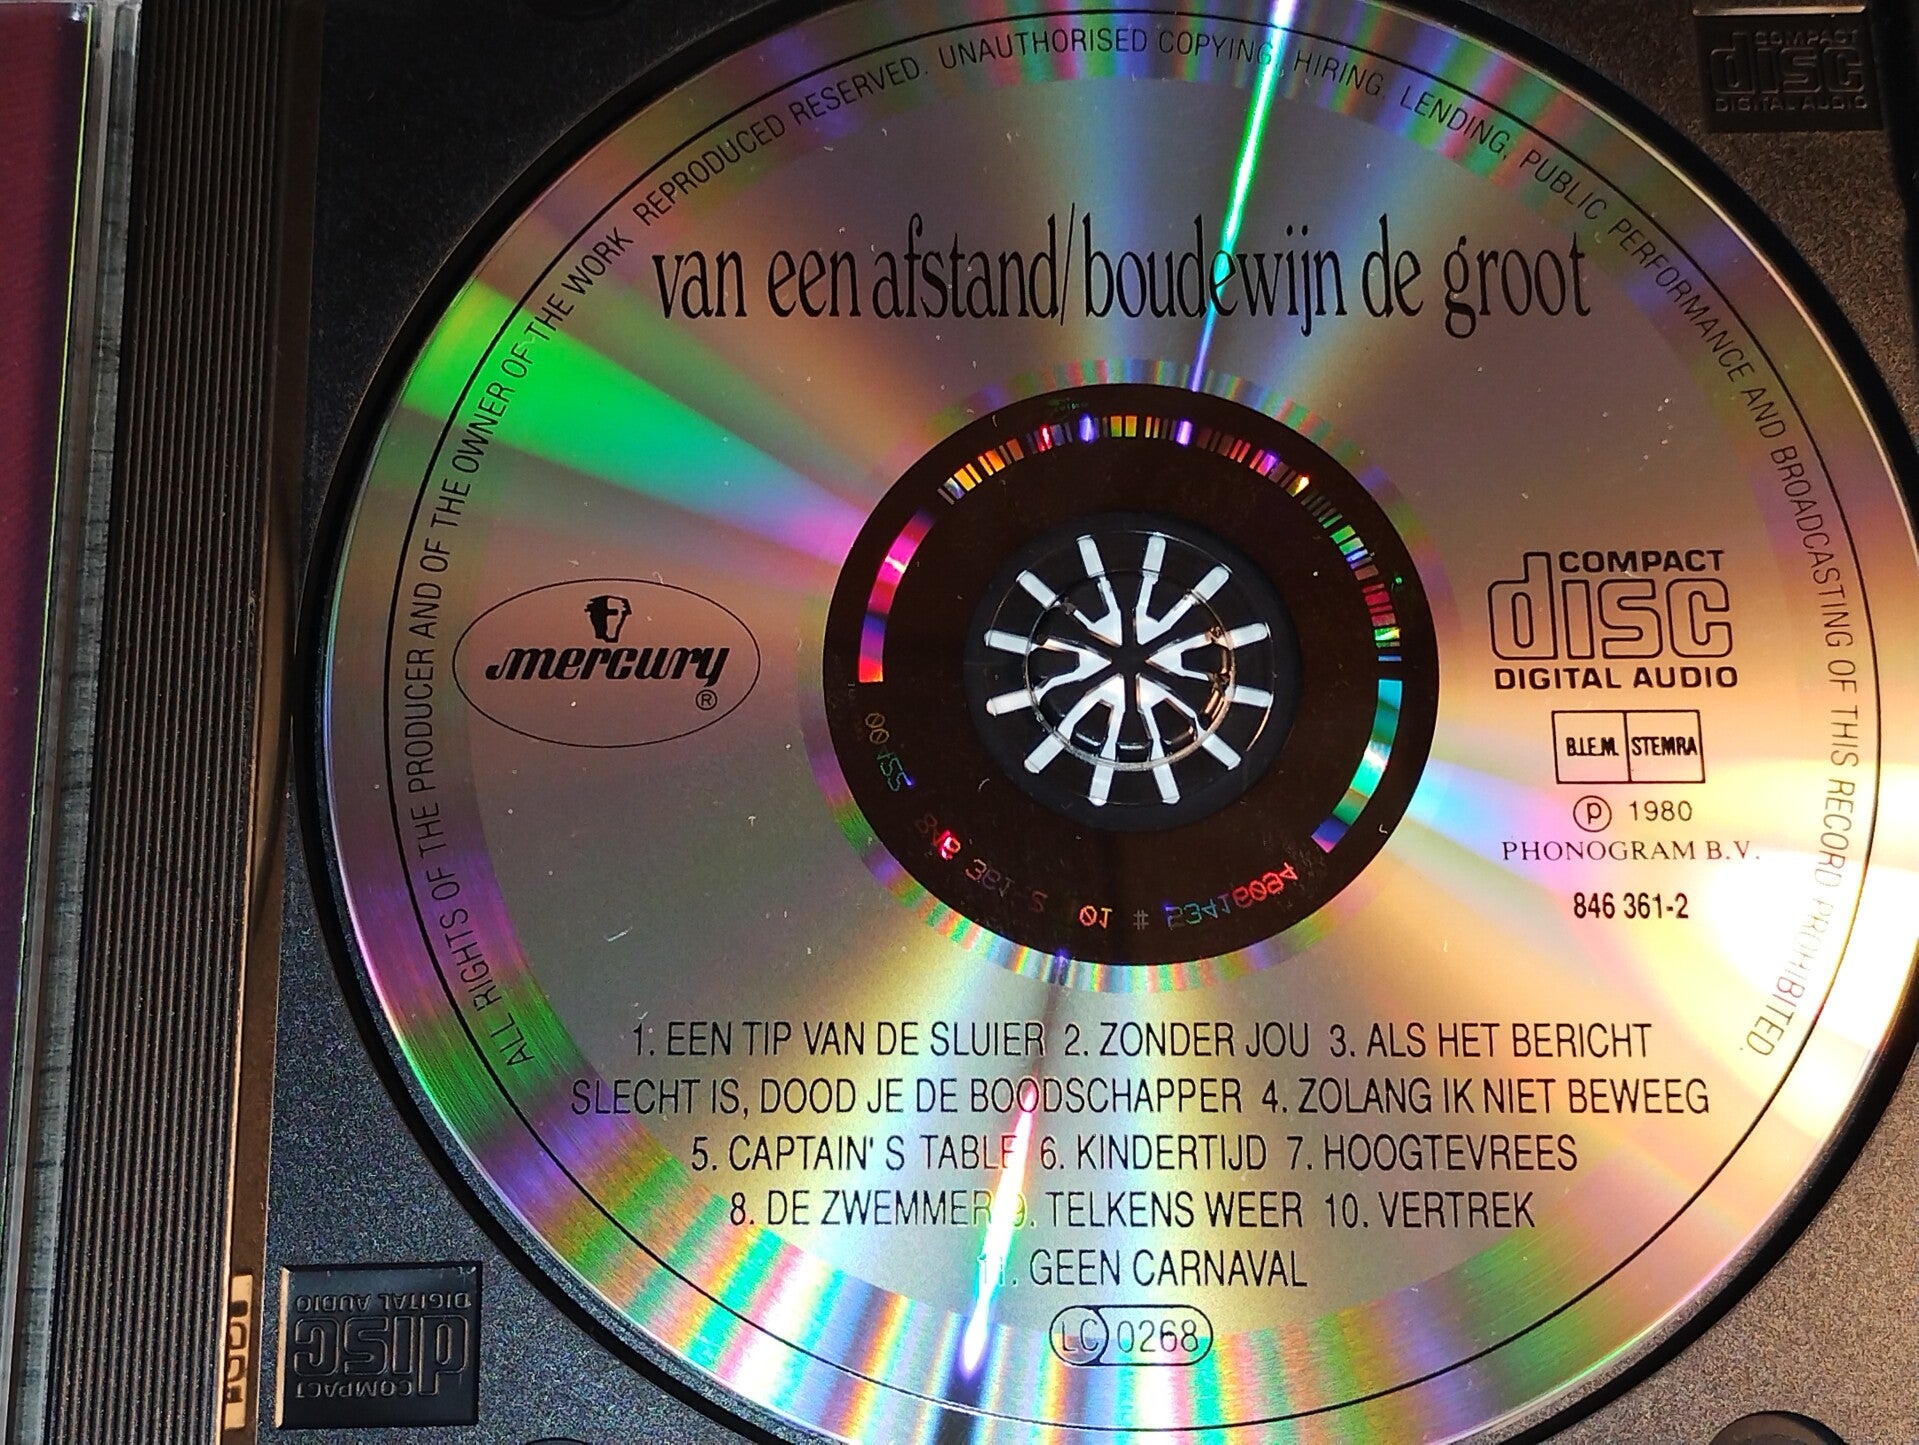 ALL RIGHTS OF THE PRODUCER AND OF THE OWNER OF THE WORK REPRODUCED RESERVED. UNAUTHORISED COPYING, HIRING, LENDING, PUBLIC PERFORMANCE AND BROADCASTING OF THIS RECORD PROHIBITED.
COMPACT
disc
DIGITAL AUDIO
van een afstand/boudewijn de groot
mercury
®
COMPACT
disc
DIGITAL AUDIO
B.I.E.M. STEMRA
Ⓟ 1980
PHONOGRAM B.V.
846 361-2
1. EEN TIP VAN DE SLUIER 2. ZONDER JOU 3. ALS HET BERICHT
SLECHT IS, DOOD JE DE BOODSCHAPPER 4. ZOLANG IK NIET BEWEEG
5. CAPTAIN' S TABLE 6. KINDERTIJD 7. HOOGTEVREES
8. DE ZWEMMER 9. TELKENS WEER 10. VERTREK
11. GEEN CARNAVAL
LC 0268
COMPACT
disc
DIGITAL AUDIO